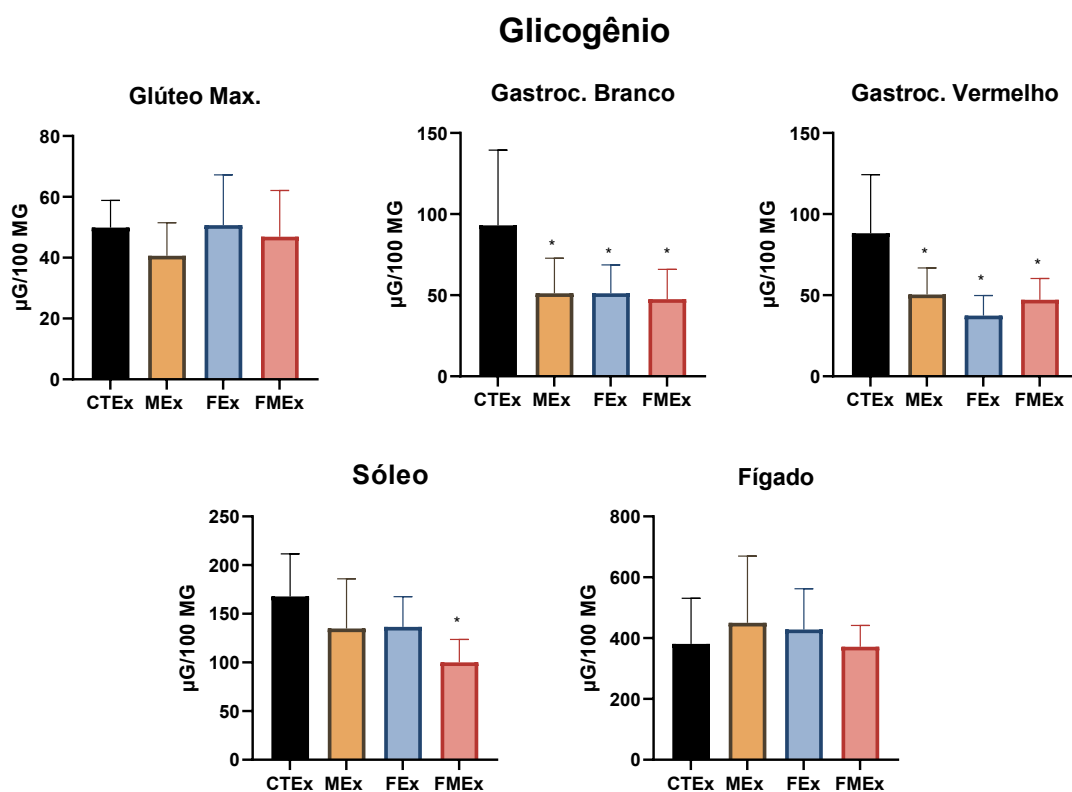 Glicogênio
Glúteo Max.
µG/100 MG
80
60
40
20
0
CTEx MEx FEx FMEx
Gastroc. Branco
µG/100 MG
150
100
50
0
* * *
CTEx MEx FEx FMEx
Gastroc. Vermelho
µG/100 MG
150
100
50
0
* * *
CTEx MEx FEx FMEx
Sóleo
µG/100 MG
250
200
150
100
50
0
*
CTEx MEx FEx FMEx
Fígado
µG/100 MG
800
600
400
200
0
CTEx MEx FEx FMEx